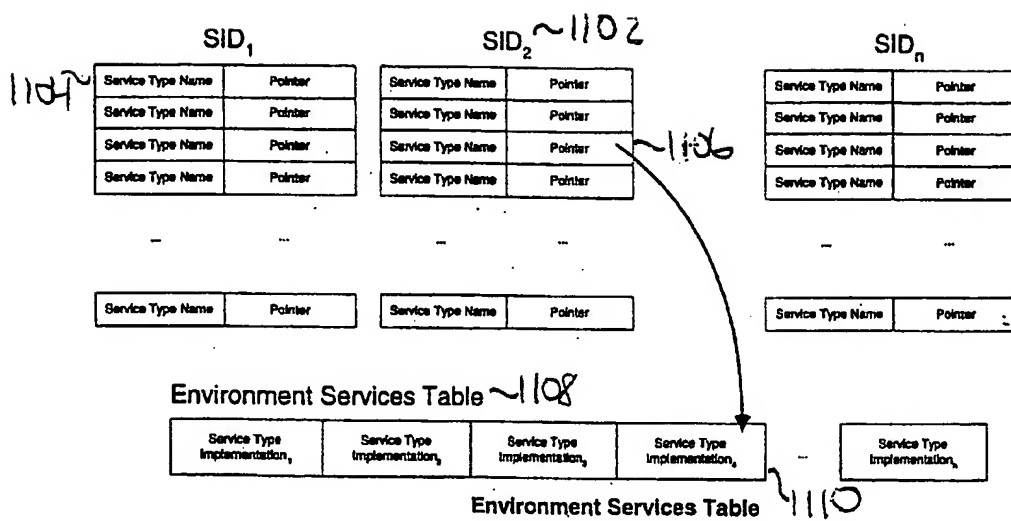 SID1 SID2 ~1102 SIDn
1104~ Service Type Name Pointer Service Type Name Pointer Service Type Name Pointer
Service Type Name Pointer Service Type Name Pointer Service Type Name Pointer
Service Type Name Pointer Service Type Name Pointer ~1106 Service Type Name Pointer
Service Type Name Pointer Service Type Name Pointer Service Type Name Pointer
... ... ... ... ... ...
Service Type Name Pointer Service Type Name Pointer Service Type Name Pointer
Environment Services Table ~1108
Service Type Service Type Service Type Service Type ... Service Type
Implementation1 Implementation2 Implementation3 Implementation4 Implementationn
Environment Services Table ~1110